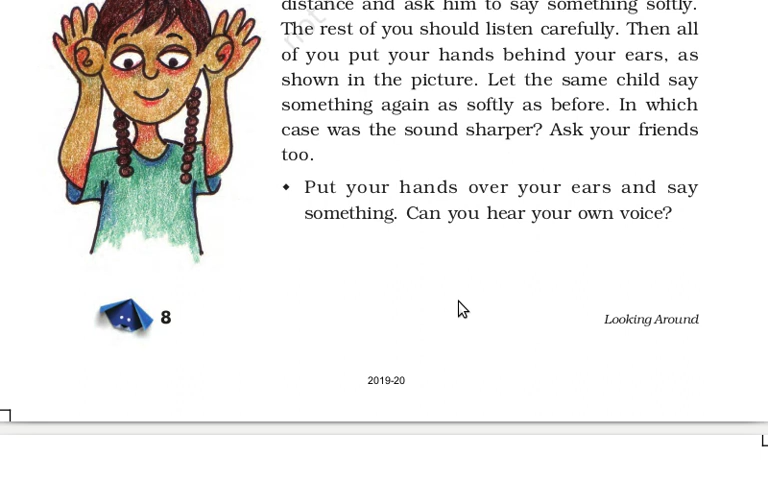 distance and ask him to say something softly.
The rest of you should listen carefully. Then all
of you put your hands behind your ears, as
shown in the picture. Let the same child say
something again as softly as before. In which
case was the sound sharper? Ask your friends
too.
◆ Put your hands over your ears and say
something. Can you hear your own voice?
8
Looking Around
2019-20